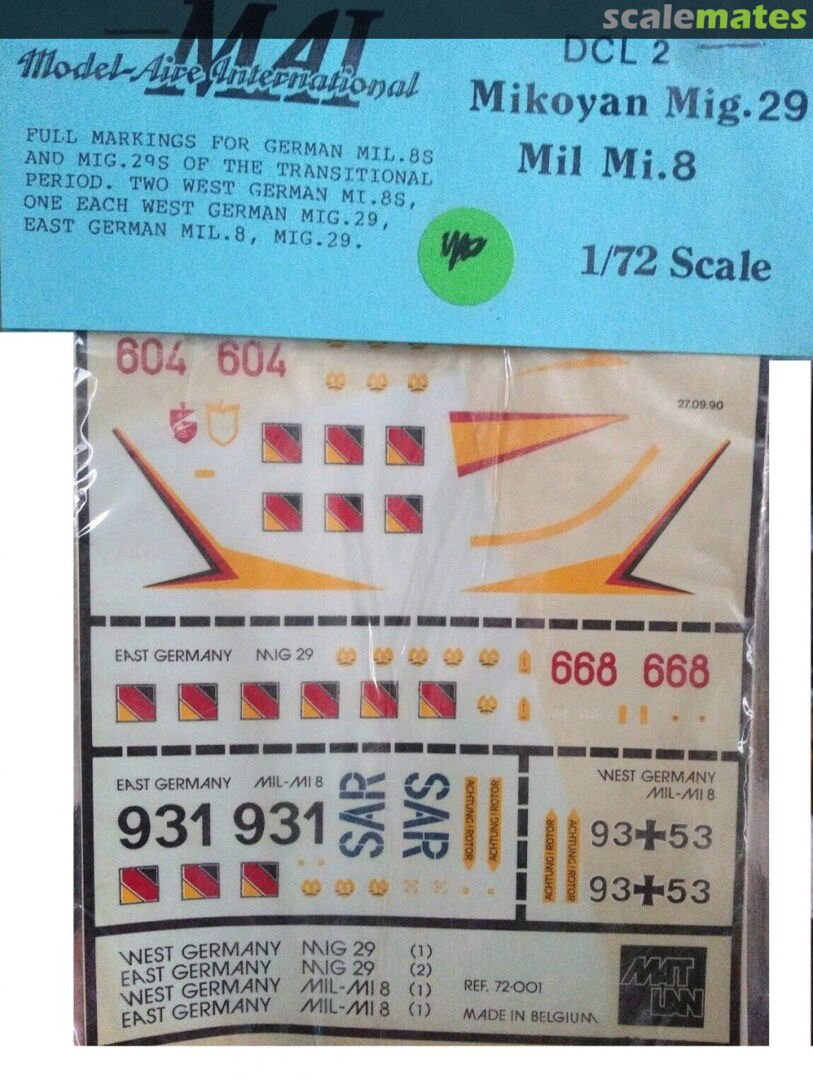 scalemates
MAI
Model-Aire International
DCL 2
Mikoyan Mig.29
Mil Mi.8
1/72 Scale
FULL MARKINGS FOR GERMAN MIL.8S
AND MIG.29S OF THE TRANSITIONAL
PERIOD. TWO WEST GERMAN MI.8S,
ONE EACH WEST GERMAN MIG.29,
EAST GERMAN MIL.8, MIG.29.
604 604
27.09.90
EAST GERMANY MIG 29
668 668
EAST GERMANY MIL-MI 8
931 931
SAR
SAR
ACHTUNG! ROTOR
ACHTUNG! ROTOR
WEST GERMANY
MIL-MI 8
ACHTUNG! ROTOR
ACHTUNG! ROTOR
93 53
93 53
WEST GERMANY MIG 29 (1)
EAST GERMANY MIG 29 (2)
WEST GERMANY MIL-MI 8 (1)
EAST GERMANY MIL-MI 8 (1)
REF. 72-001
MADE IN BELGIUM
MAT